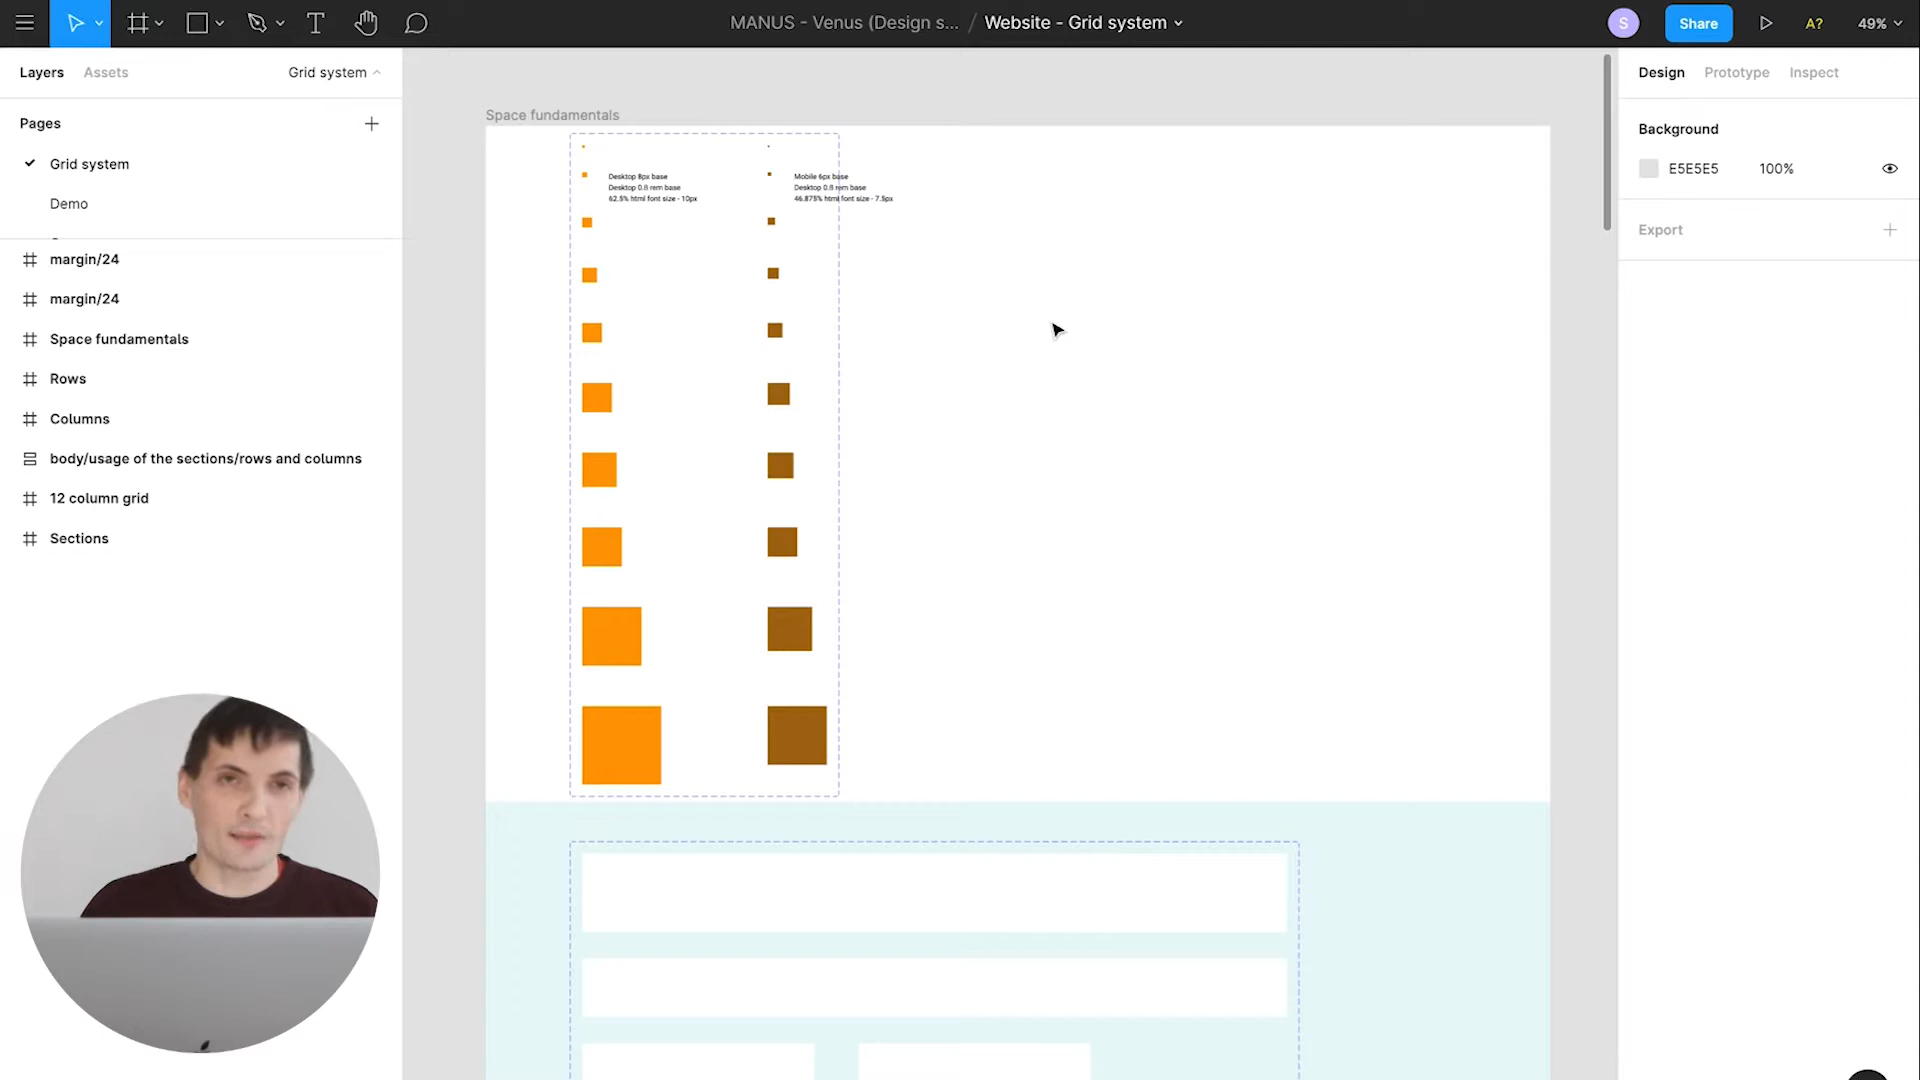 MANUS - Venus (Design s... / Website - Grid system
S
Share
A?
49%
Layers
Assets
Grid system
Pages
Grid system
Demo
margin/24
margin/24
Space fundamentals
Rows
Columns
body/usage of the sections/rows and columns
12 column grid
Sections
Space fundamentals
Desktop 8px base
Desktop 0.8 rem base
62.5% html font size - 10px
Mobile 6px base
Desktop 0.8 rem base
46.875% html font size - 7.5px
Design
Prototype
Inspect
Background
E5E5E5
100%
Export